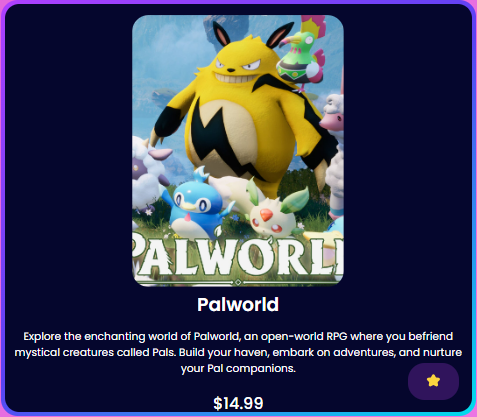 PALWORLD
Palworld
Explore the enchanting world of Palworld, an open-world RPG where you befriend
mystical creatures called Pals. Build your haven, embark on adventures, and nurture
your Pal companions.
$14.99